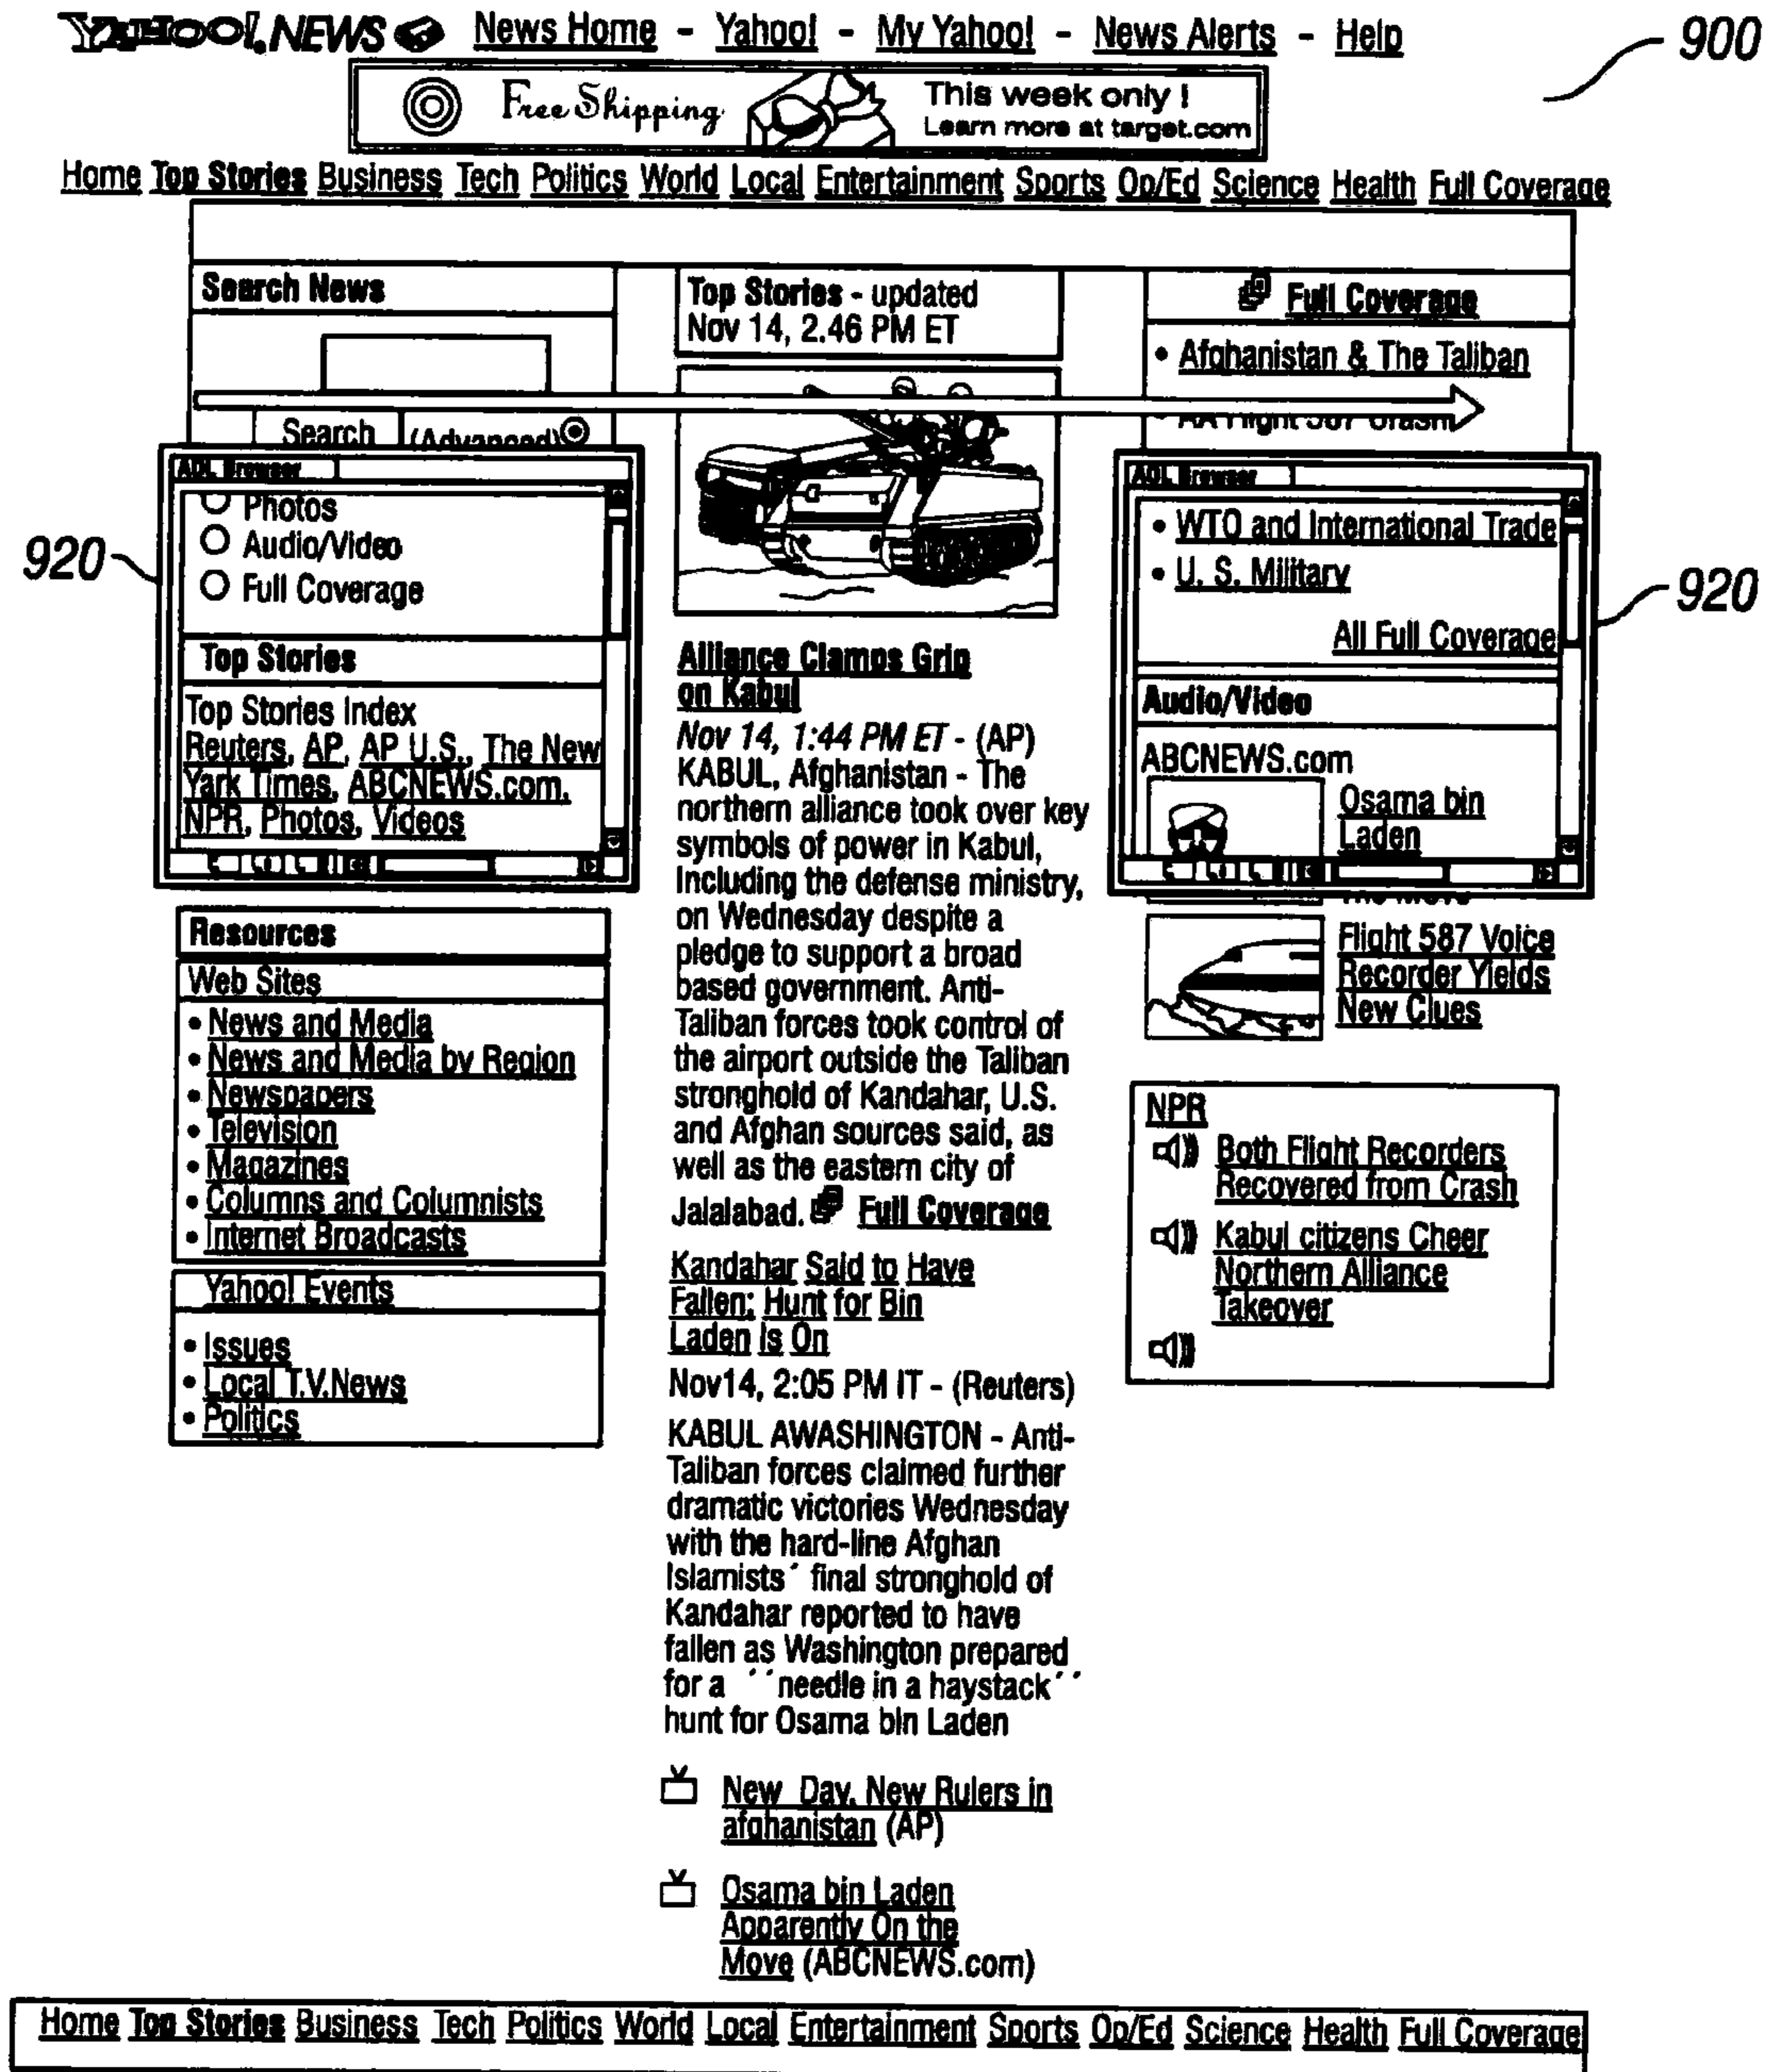 YAHOO!. NEWS News Home - Yahoo! - My Yahoo! - News Alerts - Help
900
Free Shipping
This week only !
Learn more at target.com
Home Top Stories Business Tech Politics World Local Entertainment Sports Op/Ed Science Health Full Coverage
Search News
Search (Advanced)
920
AOL Browser
Photos
Audio/Video
Full Coverage
Top Stories
Top Stories Index
Reuters, AP, AP U.S., The New
Yark Times, ABCNEWS.com,
NPR, Photos, Videos
Resources
Web Sites
• News and Media
• News and Media by Region
• Newspapers
• Television
• Magazines
• Columns and Columnists
• Internet Broadcasts
Yahoo! Events
• Issues
• Local T.V.News
• Politics
Top Stories - updated
Nov 14, 2.46 PM ET
Alliance Clamps Grip
on Kabul
Nov 14, 1:44 PM ET - (AP)
KABUL, Afghanistan - The
northern alliance took over key
symbols of power in Kabul,
Including the defense ministry,
on Wednesday despite a
pledge to support a broad
based government. Anti-
Taliban forces took control of
the airport outside the Taliban
stronghold of Kandahar, U.S.
and Afghan sources said, as
well as the eastern city of
Jalalabad. Full Coverage
Kandahar Said to Have
Fallen; Hunt for Bin
Laden Is On
Nov14, 2:05 PM IT - (Reuters)
KABUL AWASHINGTON - Anti-
Taliban forces claimed further
dramatic victories Wednesday
with the hard-line Afghan
Islamists´ final stronghold of
Kandahar reported to have
fallen as Washington prepared
for a ´´needle in a haystack´´
hunt for Osama bin Laden
New Day, New Rulers in
afghanistan (AP)
Osama bin Laden
Apparently On the
Move (ABCNEWS.com)
Full Coverage
• Afghanistan & The Taliban
• AA Flight 587 Crash
AOL Browser
• WTO and International Trade
• U. S. Military
All Full Coverage
920
Audio/Video
ABCNEWS.com
Osama bin
Laden
The Move
Flight 587 Voice
Recorder Yields
New Clues
NPR
Both Flight Recorders
Recovered from Crash
Kabul citizens Cheer
Northern Alliance
Takeover
Home Top Stories Business Tech Politics World Local Entertainment Sports Op/Ed Science Health Full Coverage